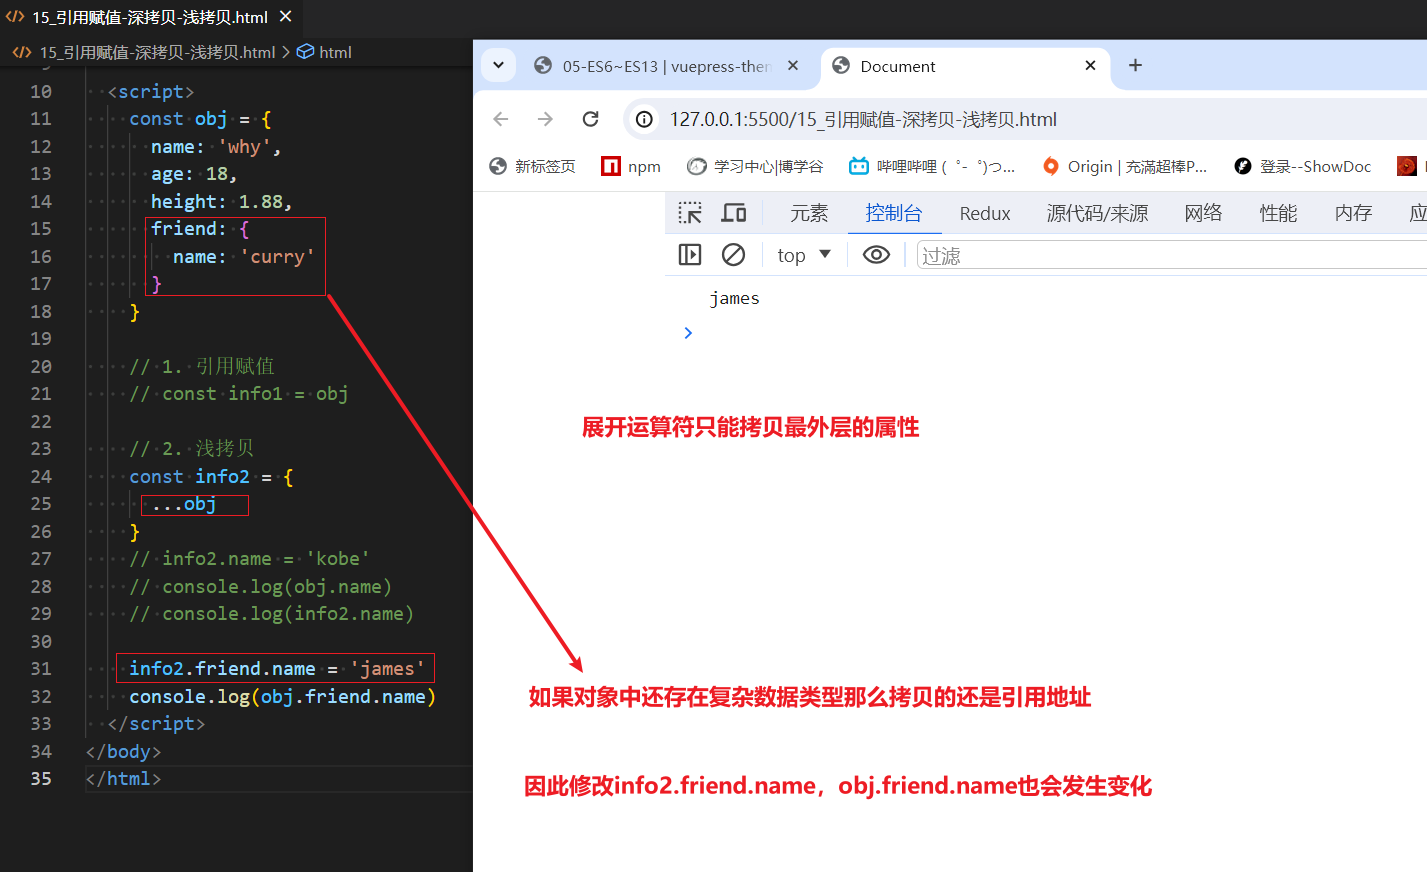 15_引用赋值-深拷贝-浅拷贝.html
15_引用赋值-深拷贝-浅拷贝.html > html
10 <script>
11 const obj = {
12 name: 'why',
13 age: 18,
14 height: 1.88,
15 friend: {
16 name: 'curry'
17 }
18 }
19
20 // 1. 引用赋值
21 // const info1 = obj
22
23 // 2. 浅拷贝
24 const info2 = {
25 ...obj
26 }
27 // info2.name = 'kobe'
28 // console.log(obj.name)
29 // console.log(info2.name)
30
31 info2.friend.name = 'james'
32 console.log(obj.friend.name)
33 </script>
34 </body>
35 </html>
05-ES6~ES13 | vuepress-then
Document
127.0.0.1:5500/15_引用赋值-深拷贝-浅拷贝.html
新标签页 npm 学习中心|博学谷 哔哩哔哩 (゜-゜)つ... Origin | 充满超棒P... 登录--ShowDoc
元素 控制台 Redux 源代码/来源 网络 性能 内存 应
top 过滤
james
展开运算符只能拷贝最外层的属性
如果对象中还存在复杂数据类型那么拷贝的还是引用地址
因此修改info2.friend.name，obj.friend.name也会发生变化